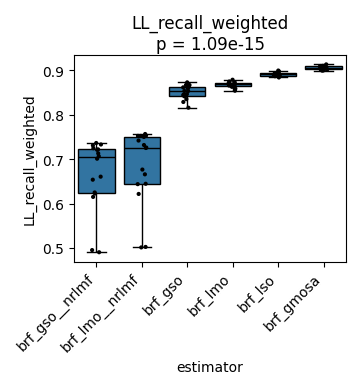 LL_recall_weighted
p = 1.09e-15
LL_recall_weighted
0.9
0.8
0.7
0.6
0.5
brf_gso__nrlmf
brf_lmo__nrlmf
brf_gso
brf_lmo
brf_lso
brf_gmosa
estimator